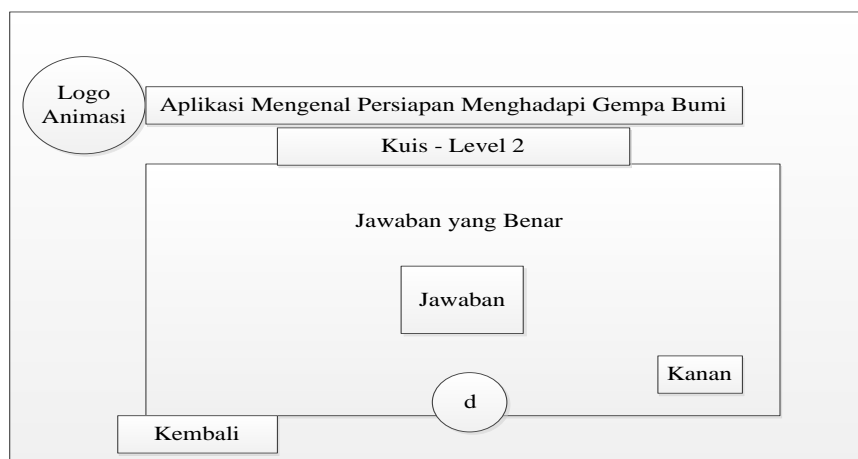 Logo
Animasi
Aplikasi Mengenal Persiapan Menghadapi Gempa Bumi
Kuis - Level 2
Jawaban yang Benar
Jawaban
Kanan
d
Kembali